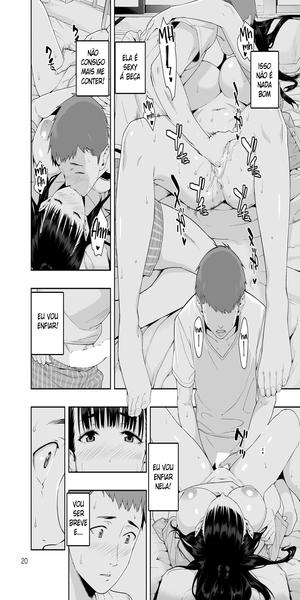 ISSO
NÃO É
NADA
BOM
ELA É
SEXY
Á BEÇA
NÃO
CONSIGO
MAIS ME
CONTER!
EU VOU
ENFIAR!
EU VOU
ENFIAR
NELA!
VOU
SER
BREVE
E...
20